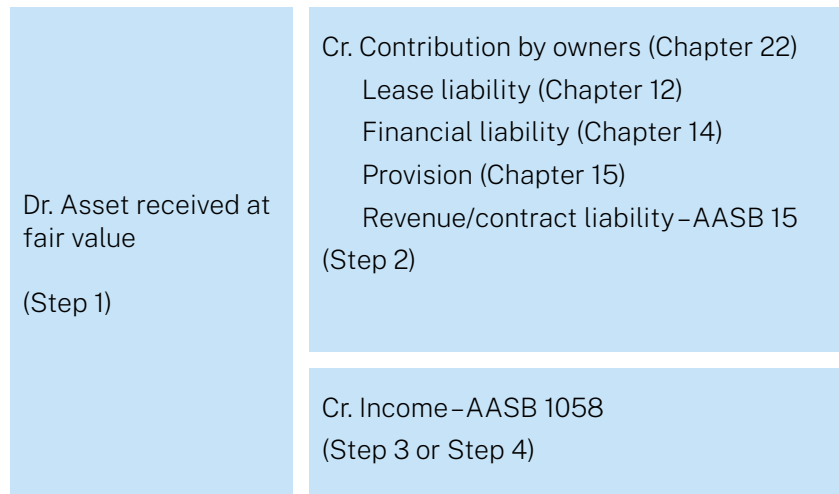 Dr. Asset received at
fair value
(Step 1)
Cr. Contribution by owners (Chapter 22)
Lease liability (Chapter 12)
Financial liability (Chapter 14)
Provision (Chapter 15)
Revenue/contract liability – AASB 15
(Step 2)
Cr. Income – AASB 1058
(Step 3 or Step 4)